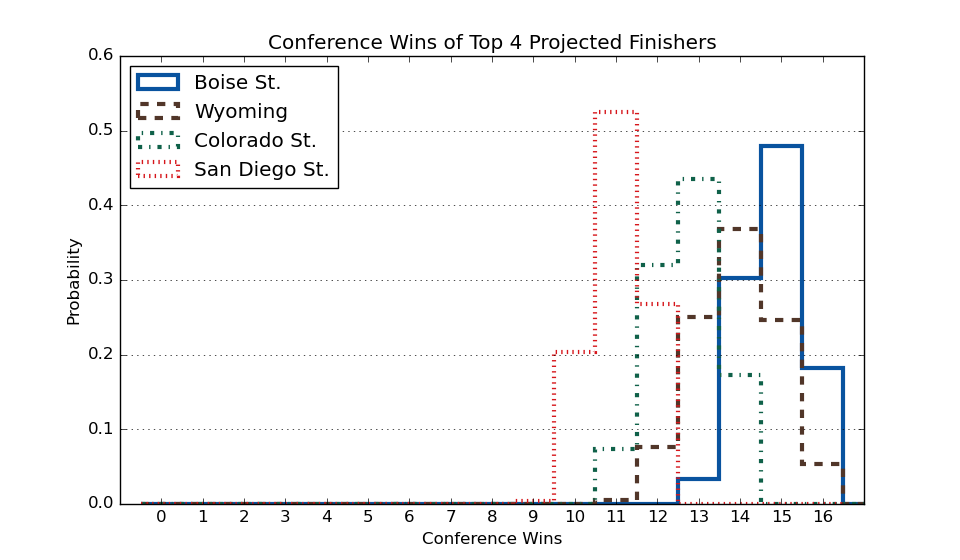 Conference Wins of Top 4 Projected Finishers
0.6
0.5
0.4
0.3
0.2
0.1
0.0
Probability
Boise St.
Wyoming
Colorado St.
San Diego St.
0 1 2 3 4 5 6 7 8 9 10 11 12 13 14 15 16
Conference Wins